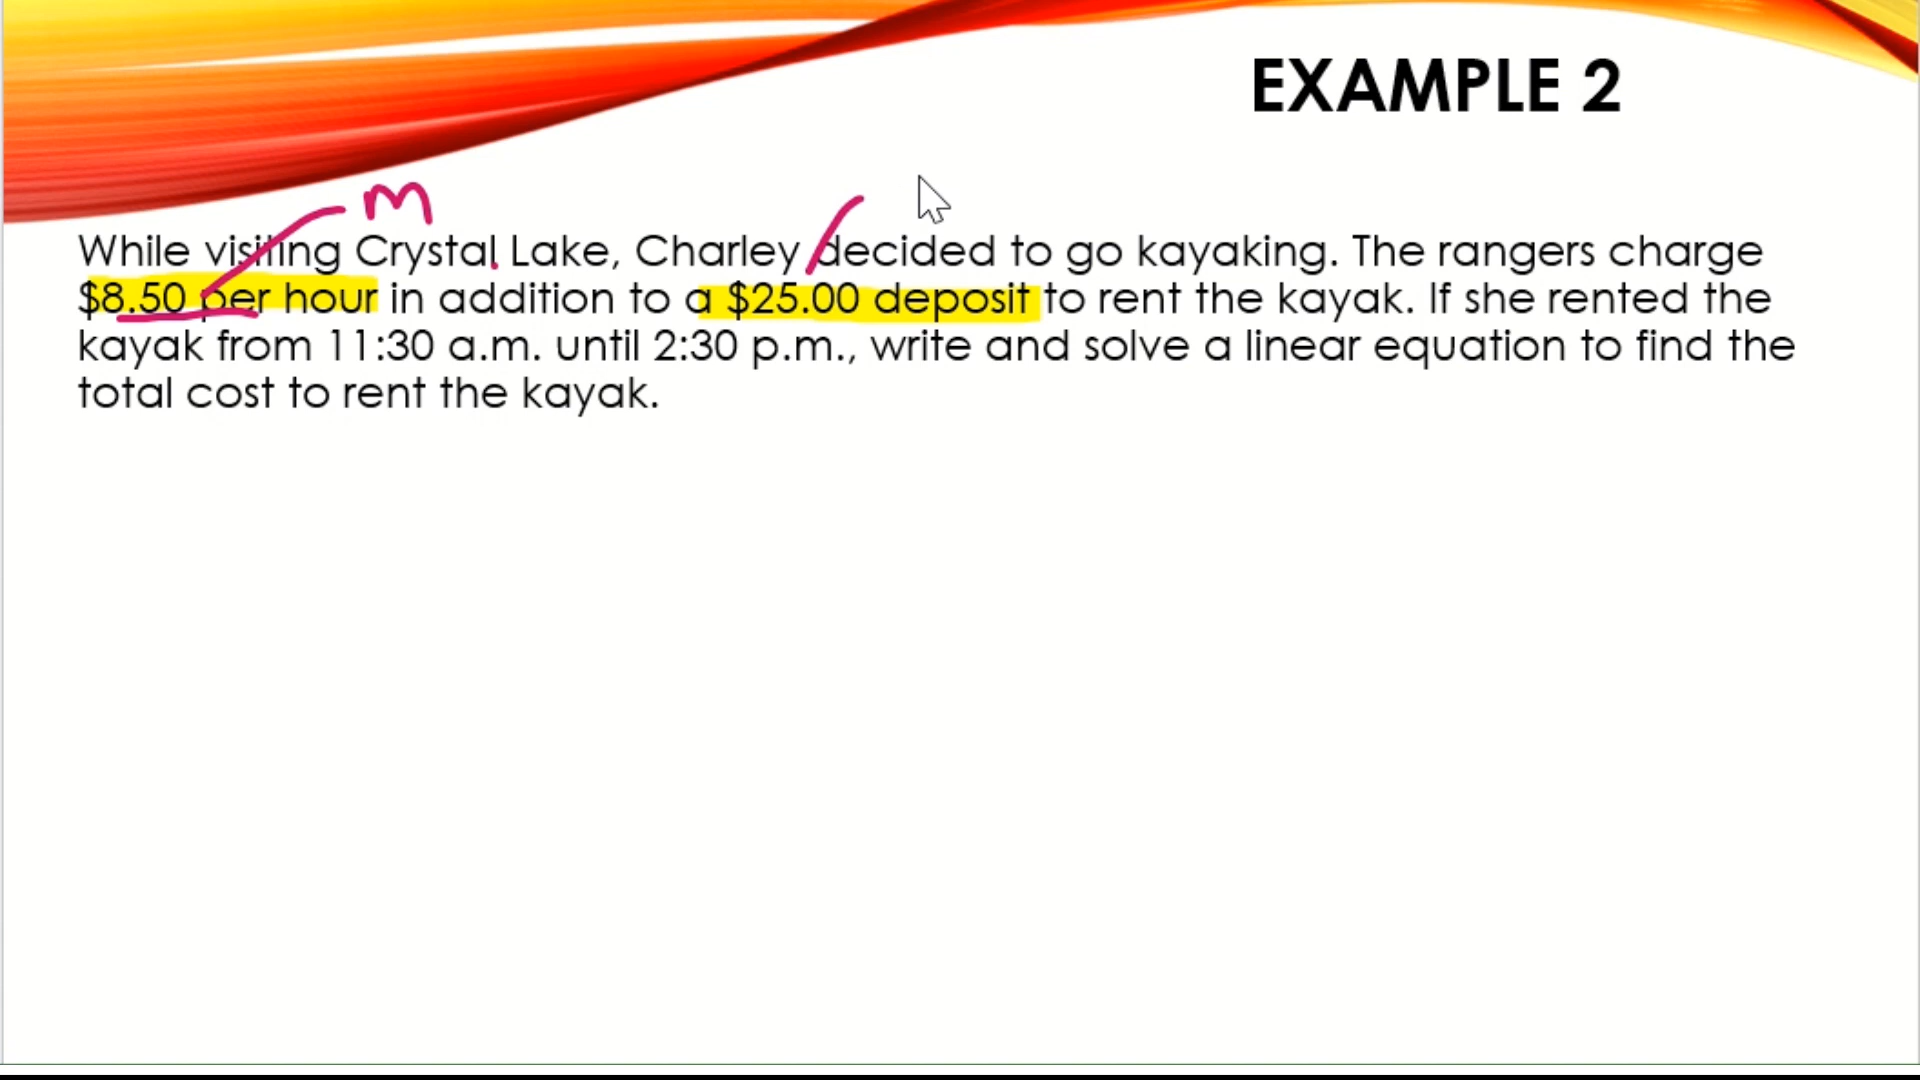 EXAMPLE 2
m
While visiting Crystal Lake, Charley decided to go kayaking. The rangers charge
$8.50 per hour in addition to a $25.00 deposit to rent the kayak. If she rented the
kayak from 11:30 a.m. until 2:30 p.m., write and solve a linear equation to find the
total cost to rent the kayak.